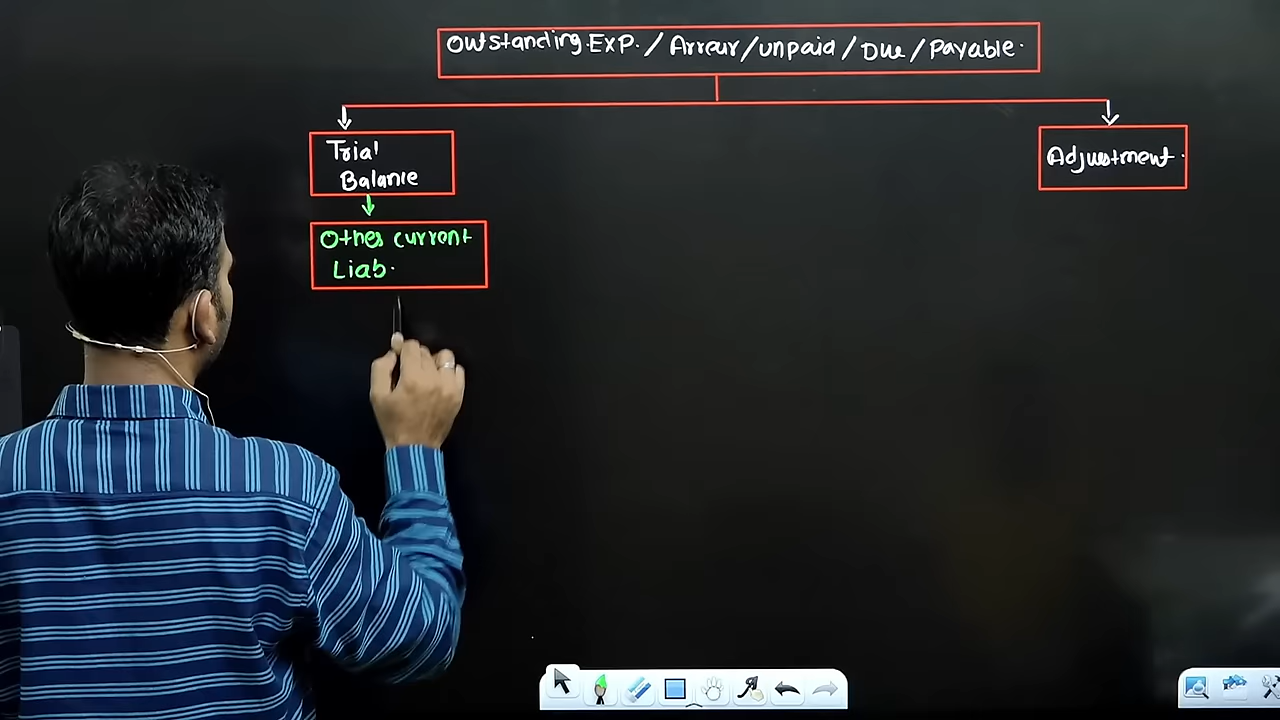 Outstanding.Exp. / Arrear/unpaid / Due / Payable.
Trial
Balance
Adjustment.
Other current
Liab.